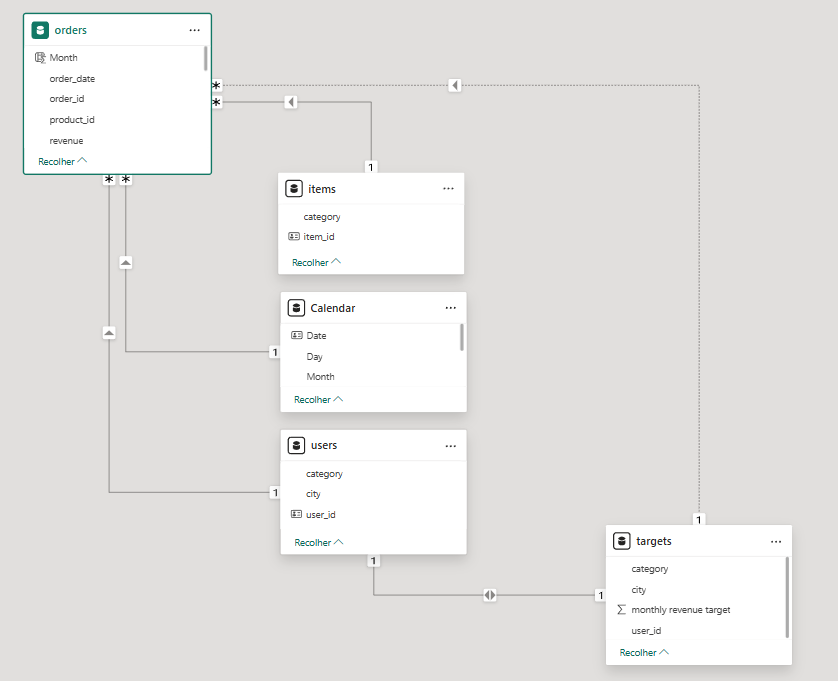 orders
...
Month
order_date
order_id
product_id
revenue
Recolher
*
*
*
*
1
items
...
category
item_id
Recolher
Calendar
...
Date
Day
Month
Recolher
1
users
...
category
city
user_id
Recolher
1
1
1
1
targets
...
category
city
Σ monthly revenue target
user_id
Recolher